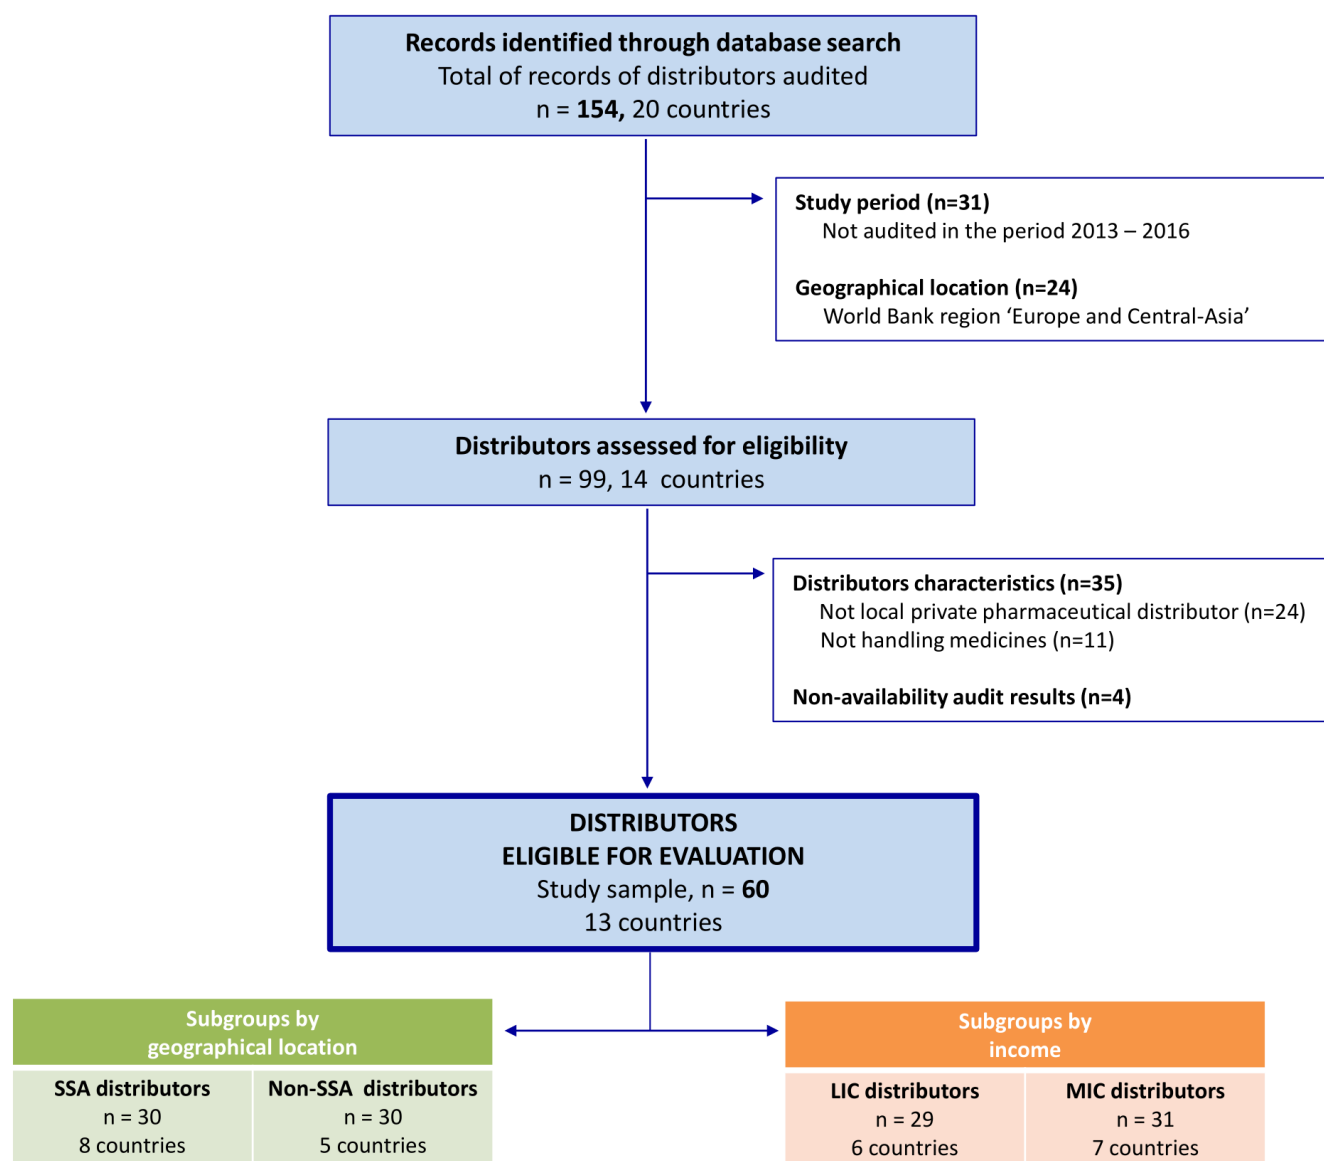 Records identified through database search
Total of records of distributors audited
n = 154, 20 countries
Study period (n=31)
Not audited in the period 2013 – 2016
Geographical location (n=24)
World Bank region ‘Europe and Central-Asia’
Distributors assessed for eligibility
n = 99, 14 countries
Distributors characteristics (n=35)
Not local private pharmaceutical distributor (n=24)
Not handling medicines (n=11)
Non-availability audit results (n=4)
DISTRIBUTORS
ELIGIBLE FOR EVALUATION
Study sample, n = 60
13 countries
Subgroups by
geographical location
SSA distributors
n = 30
8 countries
Non-SSA distributors
n = 30
5 countries
Subgroups by
income
LIC distributors
n = 29
6 countries
MIC distributors
n = 31
7 countries